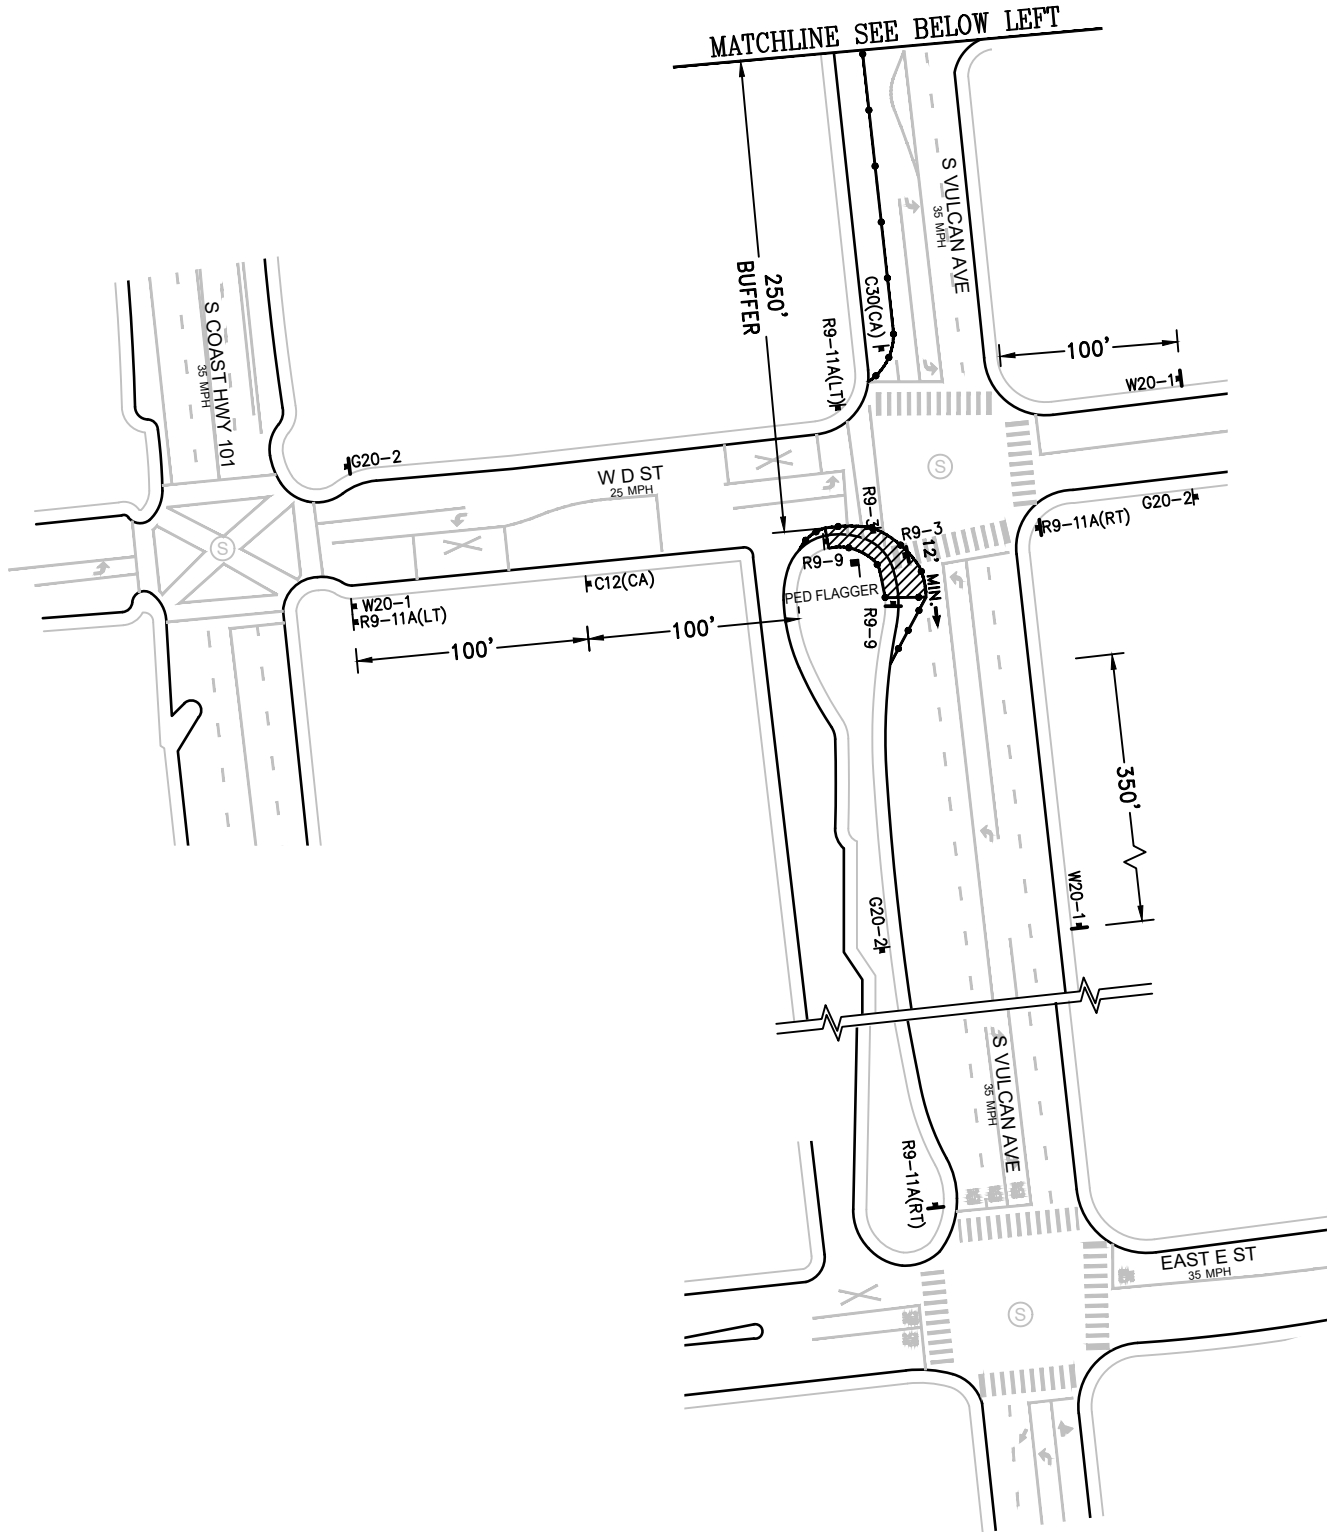 MATCHLINE SEE BELOW LEFT
S VULCAN AVE
35 MPH
250'
BUFFER
C30(CA)
R9-11A(LT)
100'
W20-1
S COAST HWY 101
35 MPH
G20-2
W D ST
25 MPH
S
S
R9-3
R9-3
G20-2
R9-11A(RT)
12' MIN.
R9-9
PED FLAGGER
R9-9
C12(CA)
W20-1
R9-11A(LT)
100'
100'
350'
W20-1
G20-2
S VULCAN AVE
35 MPH
R9-11A(RT)
EAST E ST
35 MPH
S